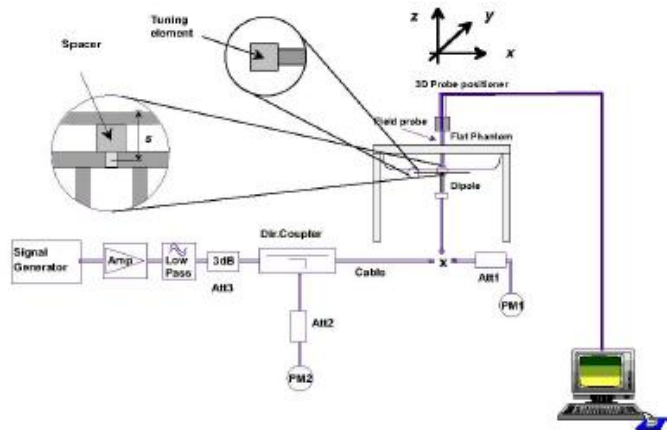 Tuning
element
Spacer
s
z
y
x
3D Probe positioner
Field probe
Flat Phantom
Dipole
Dir.Coupler
Signal
Generator
Amp
Low
Pass
3dB
Att3
Cable
x
Att1
PM1
Att2
PM2